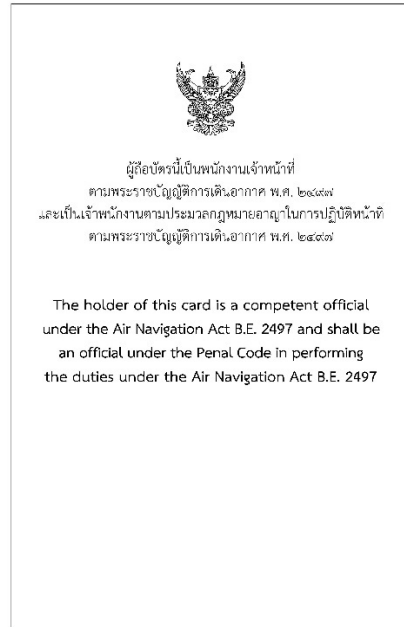 ผู้ถือบัตรนี้เป็นพนักงานเจ้าหน้าที่
ตามพระราชบัญญัติการเดินอากาศ พ.ศ. ๒๔๙๗
และเป็นเจ้าพนักงานตามประมวลกฎหมายอาญาในการปฏิบัติหน้าที่
ตามพระราชบัญญัติการเดินอากาศ พ.ศ. ๒๔๙๗
The holder of this card is a competent official
under the Air Navigation Act B.E. 2497 and shall be
an official under the Penal Code in performing
the duties under the Air Navigation Act B.E. 2497